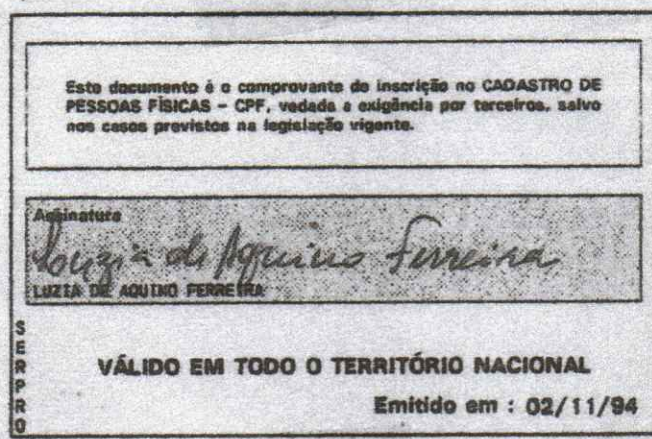 Este documento é o comprovante de inscrição no CADASTRO DE
PESSOAS FÍSICAS – CPF, vedada a exigência por terceiros, salvo
nos casos previstos na legislação vigente.
Assinatura
Luzia de Aquino Ferreira
LUZIA DE AQUINO FERREIRA
SERPRO
VÁLIDO EM TODO O TERRITÓRIO NACIONAL
Emitido em : 02/11/94